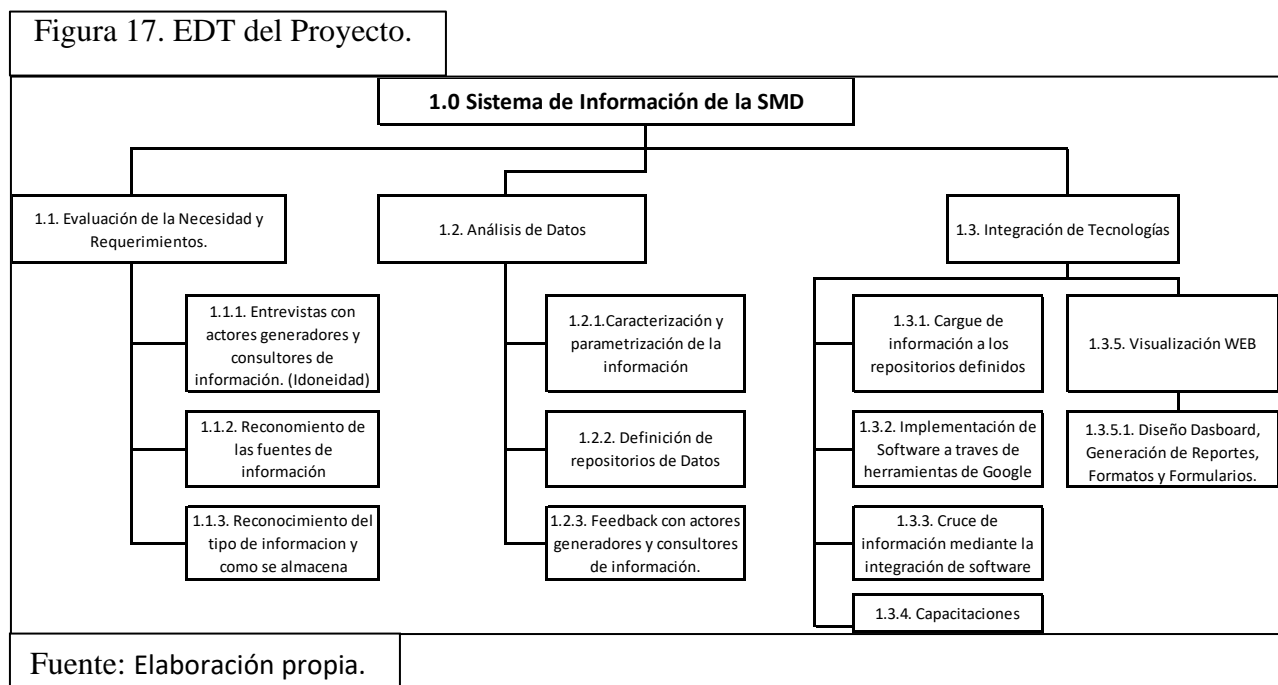 Figura 17. EDT del Proyecto.
1.0 Sistema de Información de la SMD
1.1. Evaluación de la Necesidad y
Requerimientos.
1.2. Análisis de Datos
1.3. Integración de Tecnologías
1.1.1. Entrevistas con
actores generadores y
consultores de
información. (Idoneidad)
1.1.2. Reconomiento de
las fuentes de
información
1.1.3. Reconocimiento del
tipo de informacion y
como se almacena
1.2.1.Caracterización y
parametrización de la
información
1.2.2. Definición de
repositorios de Datos
1.2.3. Feedback con actores
generadores y consultores
de información.
1.3.1. Cargue de
información a los
repositorios definidos
1.3.2. Implementación de
Software a traves de
herramientas de Google
1.3.3. Cruce de
información mediante la
integración de software
1.3.4. Capacitaciones
1.3.5. Visualización WEB
1.3.5.1. Diseño Dasboard,
Generación de Reportes,
Formatos y Formularios.
Fuente: Elaboración propia.